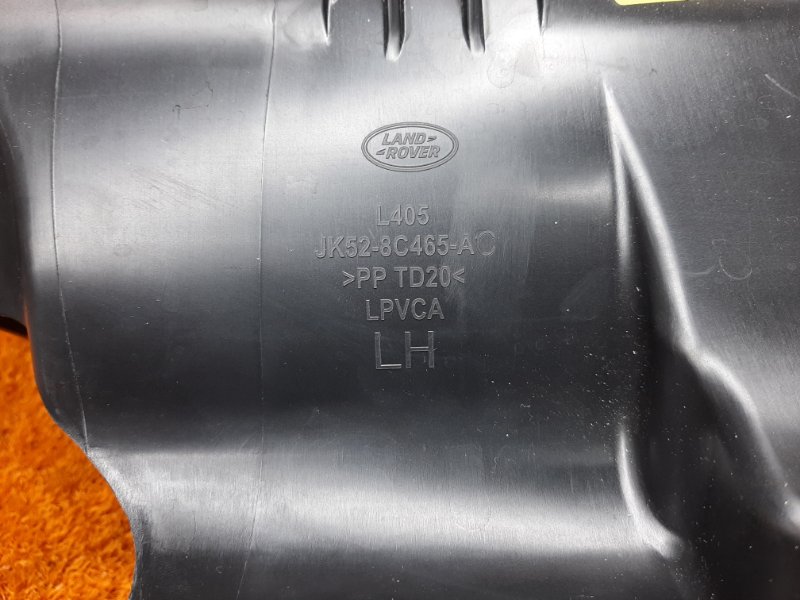 LAND
ROVER
L405
JK52-8C465-AC
>PP TD20<
LPVCA
LH